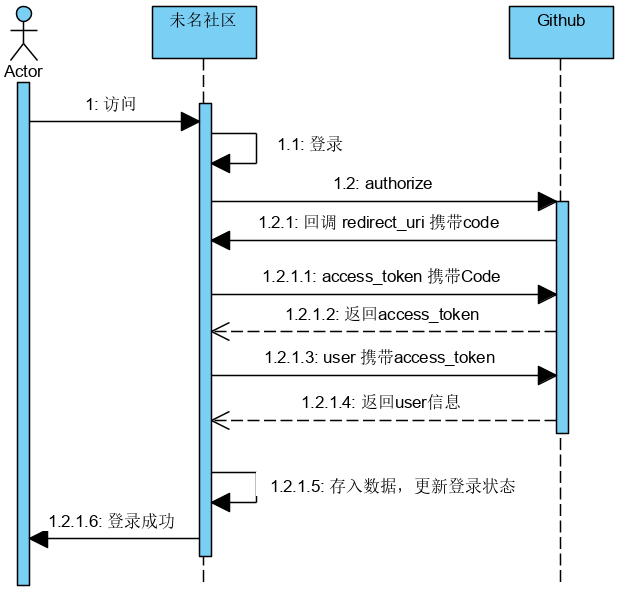 未名社区
Github
Actor
1: 访问
1.1: 登录
1.2: authorize
1.2.1: 回调 redirect_uri 携带code
1.2.1.1: access_token 携带Code
1.2.1.2: 返回access_token
1.2.1.3: user 携带access_token
1.2.1.4: 返回user信息
1.2.1.5: 存入数据，更新登录状态
1.2.1.6: 登录成功